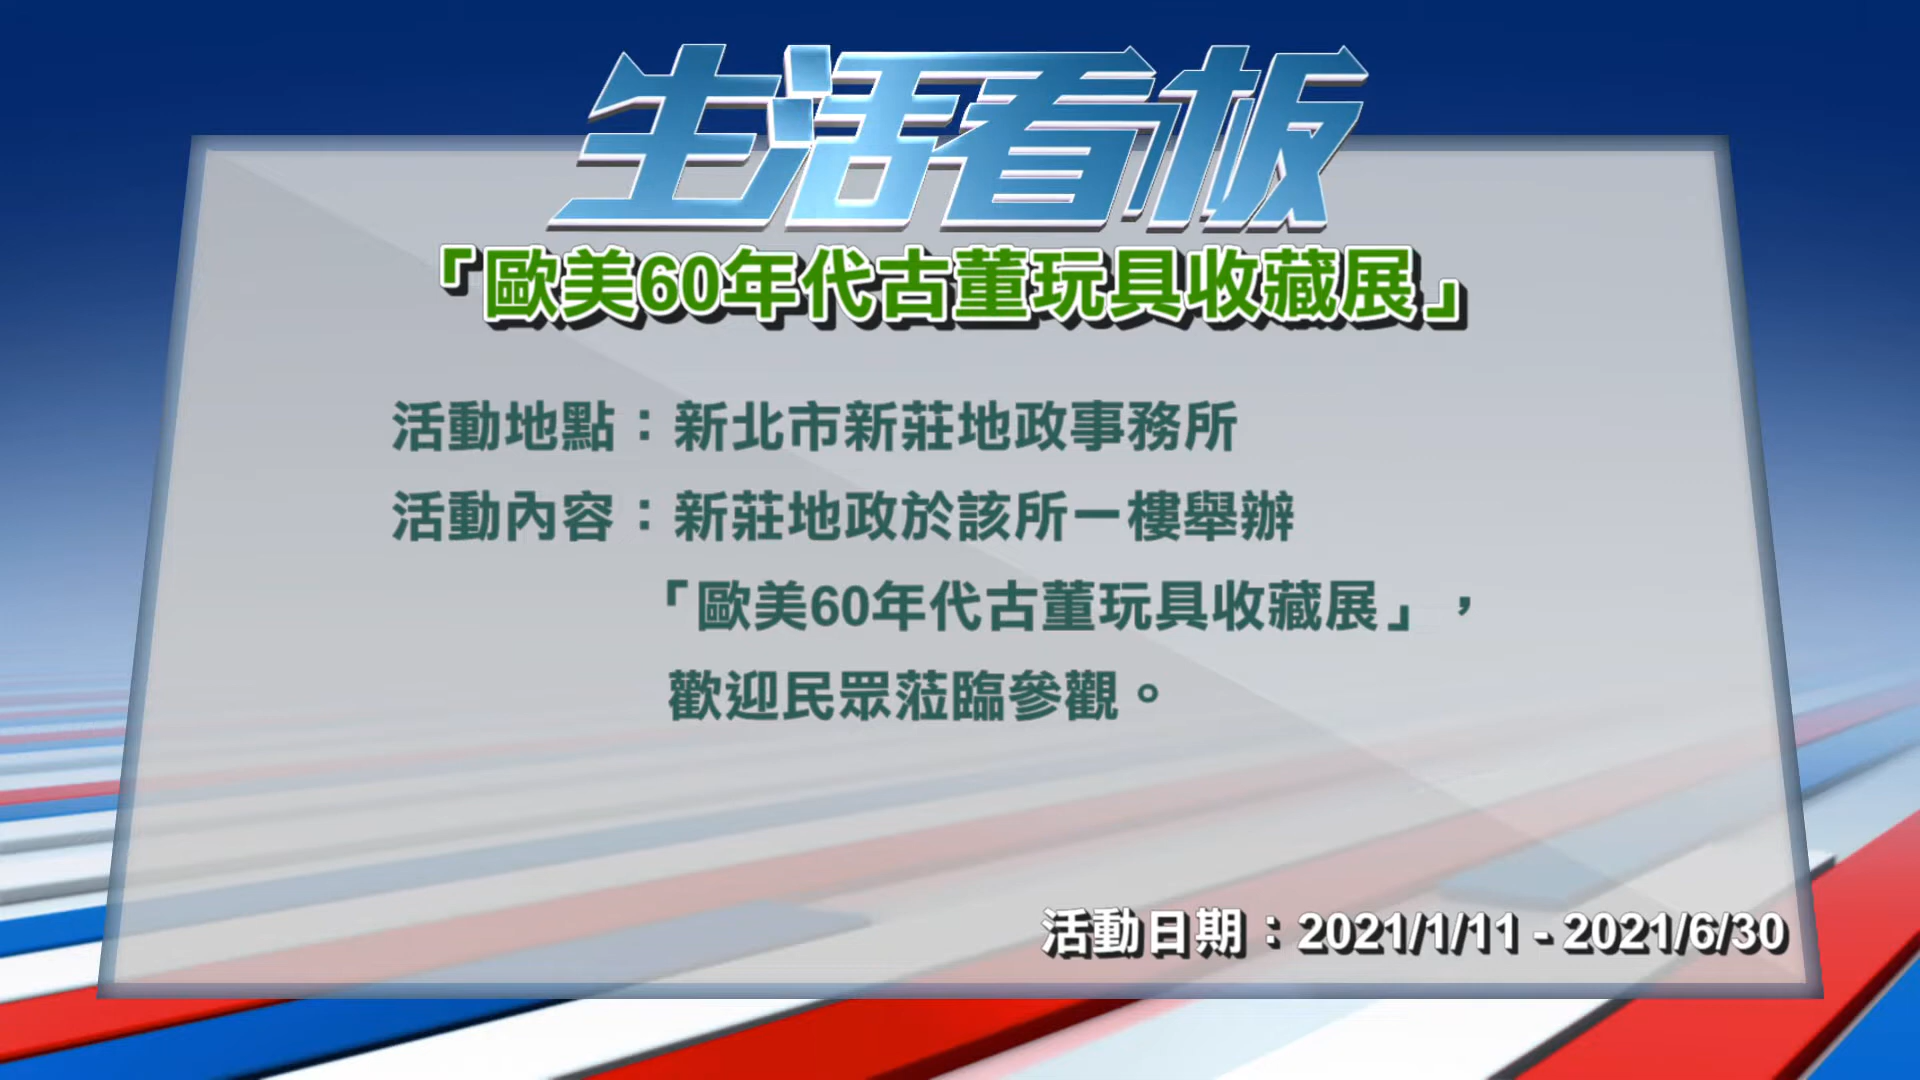 生活看板
「歐美60年代古董玩具收藏展」
活動地點：新北市新莊地政事務所
活動內容：新莊地政於該所一樓舉辦
「歐美60年代古董玩具收藏展」，
歡迎民眾蒞臨參觀。
活動日期：2021/1/11 - 2021/6/30